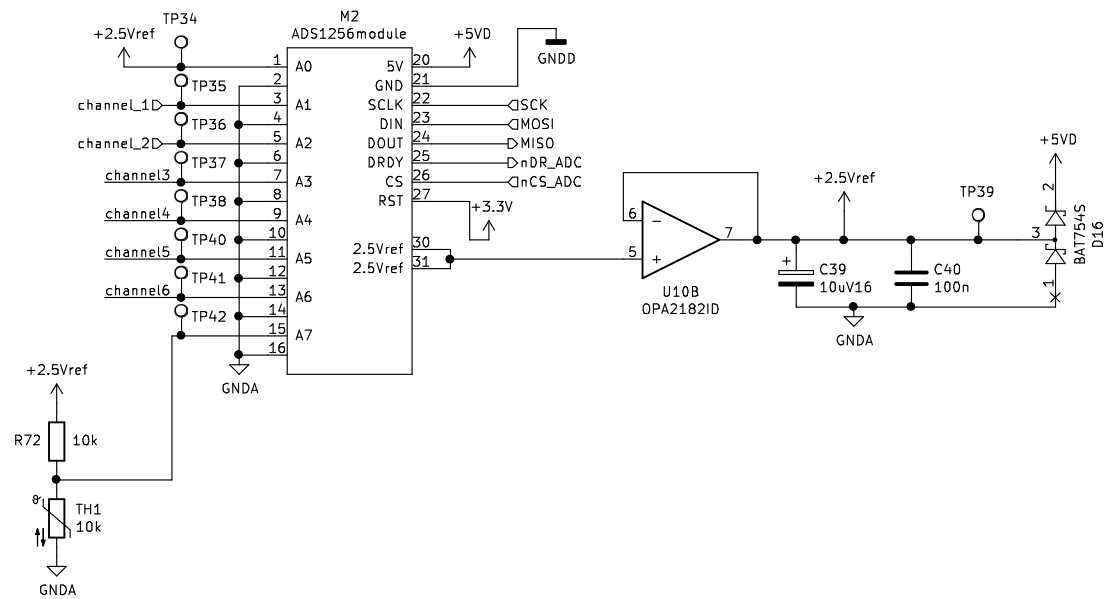 TP34
+2.5Vref
M2
ADS1256module
+5VD
GNDD
1 A0 5V 20
2 GND 21
TP35
channel_1 3 A1 SCLK 22 SCK
TP36
4 DIN 23 MOSI
channel_2 5 A2 DOUT 24 MISO
TP37
6 DRDY 25 nDR_ADC
channel3 7 A3 CS 26 nCS_ADC
TP38
8 RST 27 +3.3V
channel4 9 A4
TP40
10 2.5Vref 30
channel5 11 A5 2.5Vref 31
TP41
12
channel6 13 A6
TP42
14
15 A7
16
GNDA
6 −
5 +
7
U10B
OPA2182ID
+2.5Vref
TP39
+5VD
2
3
1
BAT754S
D16
+ C39
10uV16
C40
100n
GNDA
+2.5Vref
R72 10k
ϑ
TH1
10k
GNDA